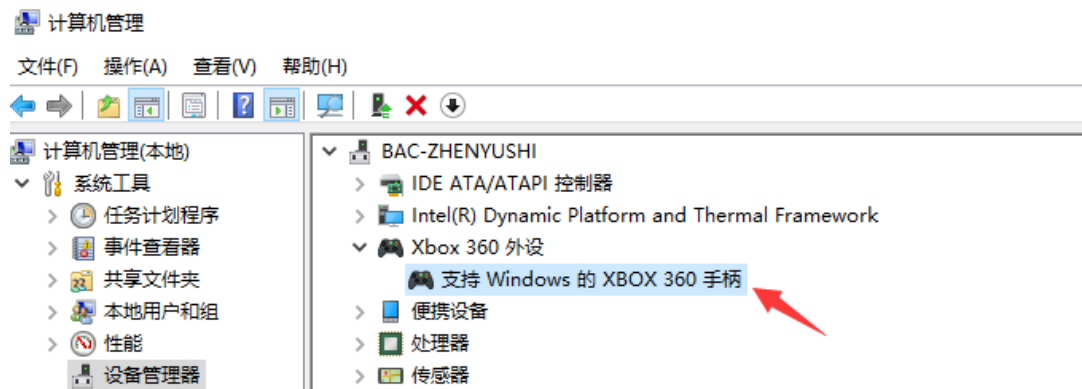 计算机管理
文件(F) 操作(A) 查看(V) 帮助(H)
计算机管理(本地)
系统工具
任务计划程序
事件查看器
共享文件夹
本地用户和组
性能
设备管理器
BAC-ZHENYUSHI
IDE ATA/ATAPI 控制器
Intel(R) Dynamic Platform and Thermal Framework
Xbox 360 外设
支持 Windows 的 XBOX 360 手柄
便携设备
处理器
传感器